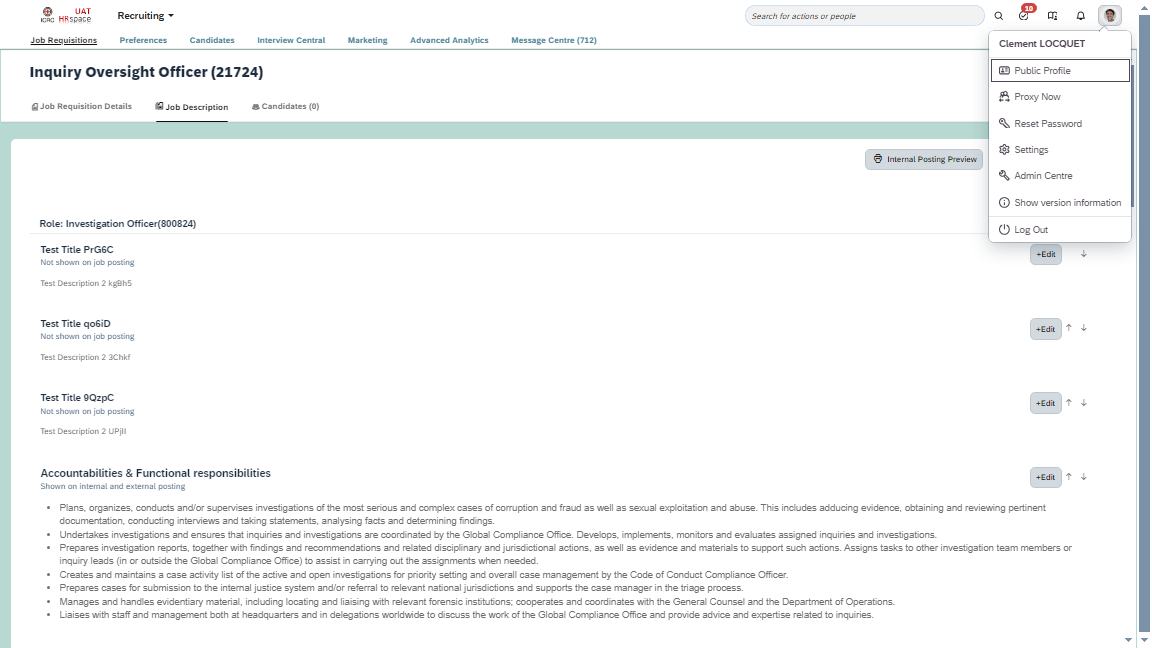 ICRC
UAT
HRspace
Recruiting
Search for actions or people
10
Job Requisitions
Preferences
Candidates
Interview Central
Marketing
Advanced Analytics
Message Centre (712)
Clement LOCQUET
Public Profile
Proxy Now
Reset Password
Settings
Admin Centre
Show version information
Log Out
Inquiry Oversight Officer (21724)
Job Requisition Details
Job Description
Candidates (0)
Internal Posting Preview
Role: Investigation Officer(800824)
Test Title PrG6C
Not shown on job posting
+Edit
Test Description 2 kgBh5
Test Title qo6iD
Not shown on job posting
+Edit
Test Description 2 3Chkf
Test Title 9QzpC
Not shown on job posting
+Edit
Accountabilities & Functional responsibilities
Shown on internal and external posting
+Edit
Plans, organizes, conducts and/or supervises investigations of the most serious and complex cases of corruption and fraud as well as sexual exploitation and abuse. This includes adducing evidence, obtaining and reviewing pertinent
documentation, conducting interviews and taking statements, analysing facts and determining findings.
Undertakes investigations and ensures that inquiries and investigations are coordinated by the Global Compliance Office. Develops, implements, monitors and evaluates assigned inquiries and investigations.
Prepares investigation reports, together with findings and recommendations and related disciplinary and jurisdictional actions, as well as evidence and materials to support such actions. Assigns tasks to other investigation team members or
inquiry leads (in or outside the Global Compliance Office) to assist in carrying out the assignments when needed.
Creates and maintains a case activity list of the active and open investigations for priority setting and overall case management by the Code of Conduct Compliance Officer.
Prepares cases for submission to the internal justice system and/or referral to relevant national jurisdictions and supports the case manager in the triage process.
Manages and handles evidentiary material, including locating and liaising with relevant forensic institutions; cooperates and coordinates with the General Counsel and the Department of Operations.
Liaises with staff and management both at headquarters and in delegations worldwide to discuss the work of the Global Compliance Office and provide advice and expertise related to inquiries.